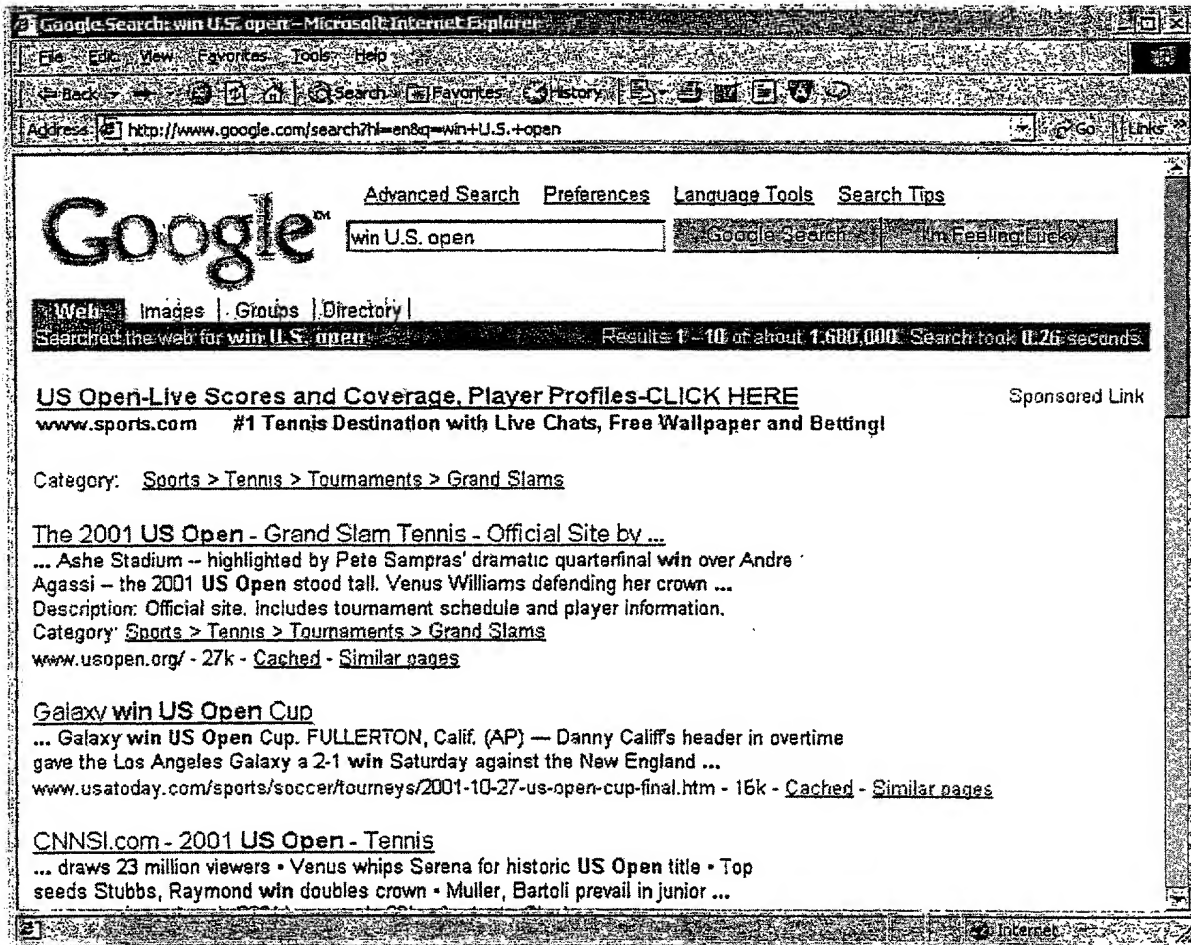 Google Search: win U.S. open - Microsoft Internet Explorer
File Edit View Favorites Tools Help
Back Search Favorites History
Address http://www.google.com/search?hl=en&q=win+U.S.+open Go Links
Advanced Search Preferences Language Tools Search Tips
Google™
win U.S. open Google Search I'm Feeling Lucky
Web Images Groups Directory
Searched the web for win U.S. open. Results 1 - 10 of about 1,680,000. Search took 0.26 seconds.
US Open-Live Scores and Coverage, Player Profiles-CLICK HERE Sponsored Link
www.sports.com #1 Tennis Destination with Live Chats, Free Wallpaper and Betting!
Category: Sports > Tennis > Tournaments > Grand Slams
The 2001 US Open - Grand Slam Tennis - Official Site by ...
... Ashe Stadium -- highlighted by Pete Sampras' dramatic quarterfinal win over Andre
Agassi -- the 2001 US Open stood tall. Venus Williams defending her crown ...
Description: Official site. Includes tournament schedule and player information.
Category: Sports > Tennis > Tournaments > Grand Slams
www.usopen.org/ - 27k - Cached - Similar pages
Galaxy win US Open Cup
... Galaxy win US Open Cup. FULLERTON, Calif. (AP) — Danny Califf's header in overtime
gave the Los Angeles Galaxy a 2-1 win Saturday against the New England ...
www.usatoday.com/sports/soccer/tourneys/2001-10-27-us-open-cup-final.htm - 16k - Cached - Similar pages
CNNSI.com - 2001 US Open - Tennis
... draws 23 million viewers • Venus whips Serena for historic US Open title • Top
seeds Stubbs, Raymond win doubles crown • Muller, Bartoli prevail in junior ...
Internet